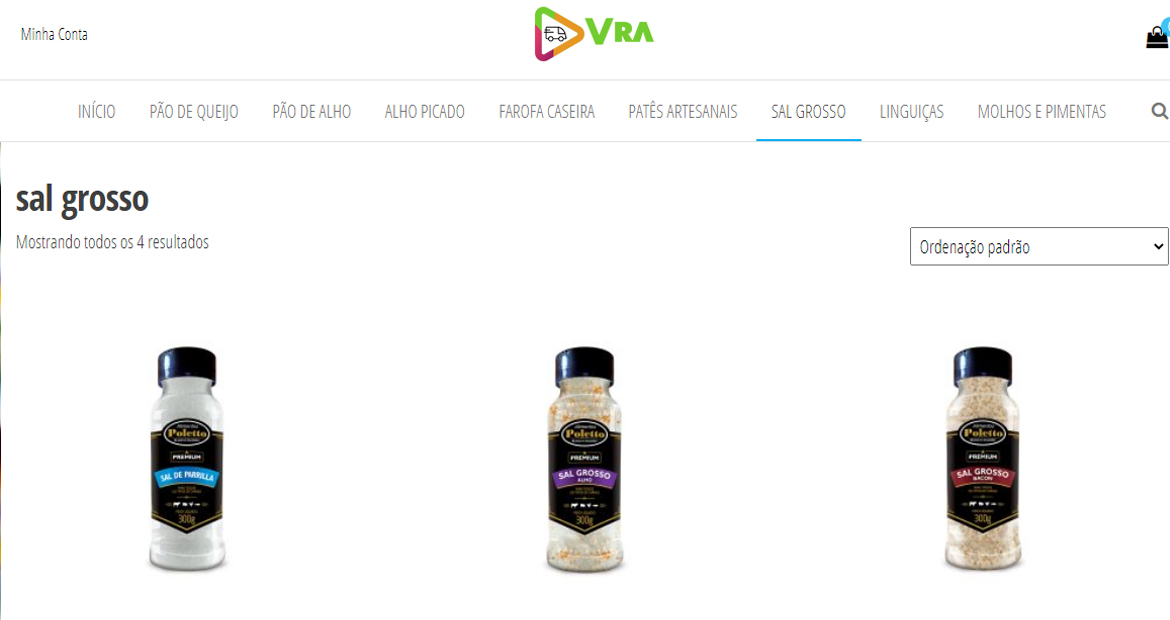 Minha Conta
VRA
INÍCIO PÃO DE QUEIJO PÃO DE ALHO ALHO PICADO FAROFA CASEIRA PATÊS ARTESANAIS SAL GROSSO LINGUIÇAS MOLHOS E PIMENTAS
sal grosso
Mostrando todos os 4 resultados
Ordenação padrão
Poletto
PREMIUM
SAL DE PARRILLA
300g
Poletto
PREMIUM
SAL GROSSO
ALHO
300g
Poletto
PREMIUM
SAL GROSSO
BACON
300g